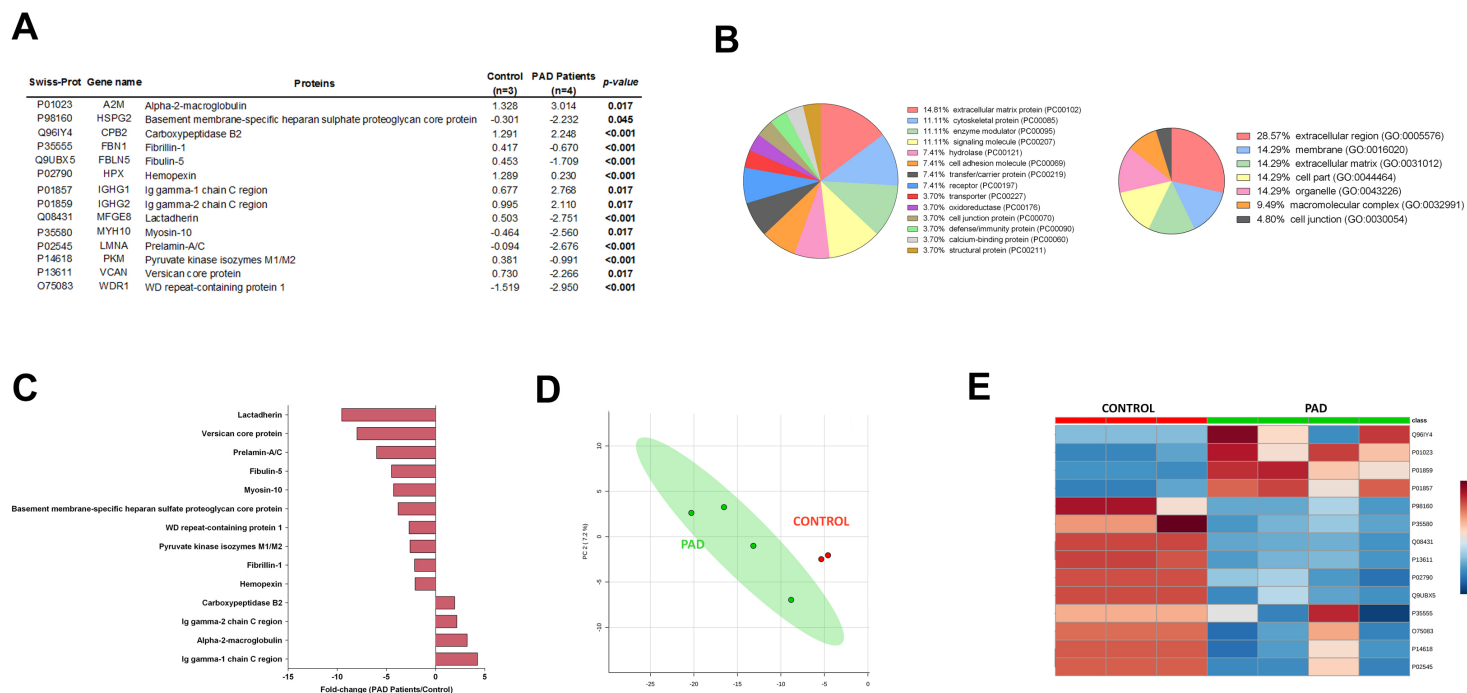 A
Swiss-Prot Gene name Proteins Control (n=3) PAD Patients (n=4) p-value
P01023 A2M Alpha-2-macroglobulin 1.328 3.014 0.017
P98160 HSPG2 Basement membrane-specific heparan sulphate proteoglycan core protein -0.301 -2.232 0.045
Q96IY4 CPB2 Carboxypeptidase B2 1.291 2.248 <0.001
P35555 FBN1 Fibrillin-1 0.417 -0.670 <0.001
Q9UBX5 FBLN5 Fibulin-5 0.453 -1.709 <0.001
P02790 HPX Hemopexin 1.289 0.230 <0.001
P01857 IGHG1 Ig gamma-1 chain C region 0.677 2.768 0.017
P01859 IGHG2 Ig gamma-2 chain C region 0.995 2.110 0.017
Q08431 MFGE8 Lactadherin 0.503 -2.751 <0.001
P35580 MYH10 Myosin-10 -0.464 -2.560 0.017
P02545 LMNA Prelamin-A/C -0.094 -2.676 <0.001
P14618 PKM Pyruvate kinase isozymes M1/M2 0.381 -0.991 <0.001
P13611 VCAN Versican core protein 0.730 -2.266 0.017
O75083 WDR1 WD repeat-containing protein 1 -1.519 -2.950 <0.001
B
14.81% extracellular matrix protein (PC00102)
11.11% cytoskeletal protein (PC00085)
11.11% enzyme modulator (PC00095)
11.11% signaling molecule (PC00207)
7.41% hydrolase (PC00121)
7.41% cell adhesion molecule (PC00069)
7.41% transfer/carrier protein (PC00219)
7.41% receptor (PC00197)
3.70% transporter (PC00227)
3.70% oxidoreductase (PC00176)
3.70% cell junction protein (PC00070)
3.70% defense/immunity protein (PC00090)
3.70% calcium-binding protein (PC00060)
3.70% structural protein (PC00211)
28.57% extracellular region (GO:0005576)
14.29% membrane (GO:0016020)
14.29% extracellular matrix (GO:0031012)
14.29% cell part (GO:0044464)
14.29% organelle (GO:0043226)
9.49% macromolecular complex (GO:0032991)
4.80% cell junction (GO:0030054)
C
Lactadherin
Versican core protein
Prelamin-A/C
Fibulin-5
Myosin-10
Basement membrane-specific heparan sulfate proteoglycan core protein
WD repeat-containing protein 1
Pyruvate kinase isozymes M1/M2
Fibrillin-1
Hemopexin
Carboxypeptidase B2
Ig gamma-2 chain C region
Alpha-2-macroglobulin
Ig gamma-1 chain C region
-15 -10 -5 0 5
Fold-change (PAD Patients/Control)
D
PC 2 ( 7.2 %)
10
5
0
-5
-10
CONTROL
PAD
-25 -20 -15 -10 -5 0
E
CONTROL PAD
class
Q96IY4
P01023
P01859
P01857
P98160
P35580
Q08431
P13611
P02790
Q9UBX5
P35555
O75083
P14618
P02545